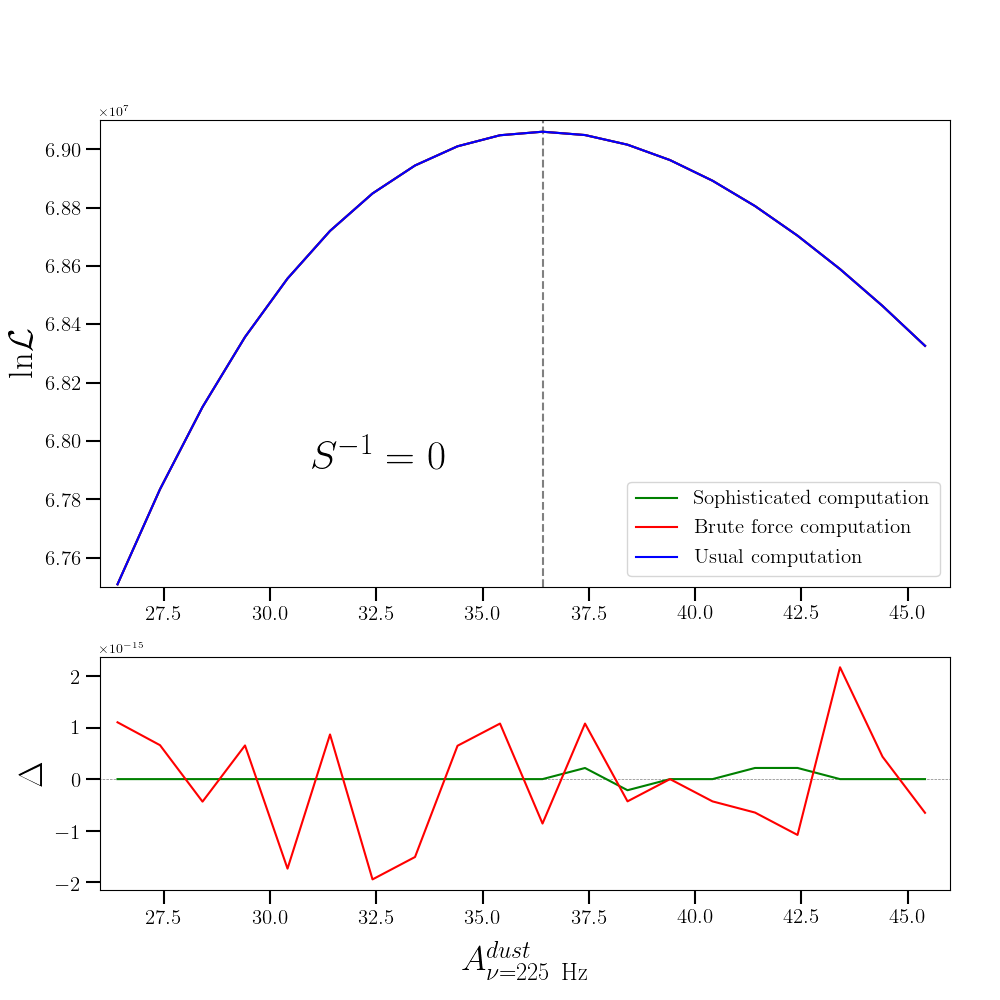 ×10⁷
6.90
6.88
6.86
6.84
6.82
6.80
6.78
6.76
ln𝓛
S⁻¹ = 0
Sophisticated computation
Brute force computation
Usual computation
27.5 30.0 32.5 35.0 37.5 40.0 42.5 45.0
×10⁻¹⁵
2
1
0
−1
−2
Δ
27.5 30.0 32.5 35.0 37.5 40.0 42.5 45.0
A^{dust}_{ν=225 Hz}